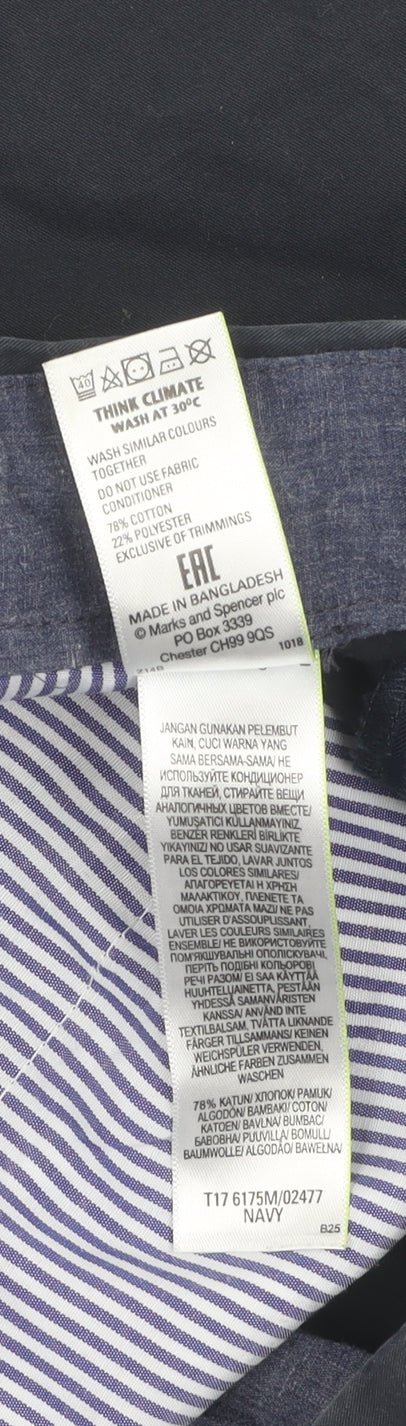 40
THINK CLIMATE
WASH AT 30ºC
WASH SIMILAR COLOURS
TOGETHER
DO NOT USE FABRIC
CONDITIONER
78% COTTON
22% POLYESTER
EXCLUSIVE OF TRIMMINGS
EAC
MADE IN BANGLADESH
© Marks and Spencer plc
PO Box 3339
Chester CH99 9QS
1018
JANGAN GUNAKAN PELEMBUT
KAIN, CUCI WARNA YANG
SAMA BERSAMA-SAMA/ НЕ
ИСПОЛЬЗУЙТЕ КОНДИЦИОНЕР
ДЛЯ ТКАНЕЙ, СТИРАЙТЕ ВЕЩИ
АНАЛОГИЧНЫХ ЦВЕТОВ ВМЕСТЕ/
YUMUŞATICI KULLANMAYINIZ,
BENZER RENKLERİ BİRLİKTE
YIKAYINIZ/ NO USAR SUAVIZANTE
PARA EL TEJIDO, LAVAR JUNTOS
LOS COLORES SIMILARES/
ΑΠΑΓΟΡΕΥΕΤΑΙ Η ΧΡΗΣΗ
ΜΑΛΑΚΤΙΚΟΥ, ΠΛΕΝΕΤΕ ΤΑ
ΟΜΟΙΑ ΧΡΩΜΑΤΑ ΜΑΖΙ/ NE PAS
UTILISER D'ASSOUPLISSANT,
LAVER LES COULEURS SIMILAIRES
ENSEMBLE/ НЕ ВИКОРИСТОВУЙТЕ
ПОМ'ЯКШУВАЛЬНІ ОПОЛІСКУВАЧІ,
ПЕРІТЬ ПОДІБНІ КОЛЬОРОВІ
РЕЧІ РАЗОМ/ EI SAA KÄYTTÄÄ
HUUHTELUAINETTA, PESTÄÄN
YHDESSÄ SAMANVÄRISTEN
KANSSA/ ANVÄND INTE
TEXTILBALSAM, TVÄTTA LIKNANDE
FÄRGER TILLSAMMANS/ KEINEN
WEICHSPÜLER VERWENDEN,
ÄHNLICHE FARBEN ZUSAMMEN
WASCHEN
78% KATUN/ ХЛОПОК/ PAMUK/
ALGODÓN/ ΒΑΜΒΑΚΙ/ COTON/
KATOEN/ BAVLNA/ BUMBAC/
БАВОВНА/ PUUVILLA/ BOMULL/
BAUMWOLLE/ ALGODÃO/ BAWEŁNA/
T17 6175M/02477
NAVY
B25